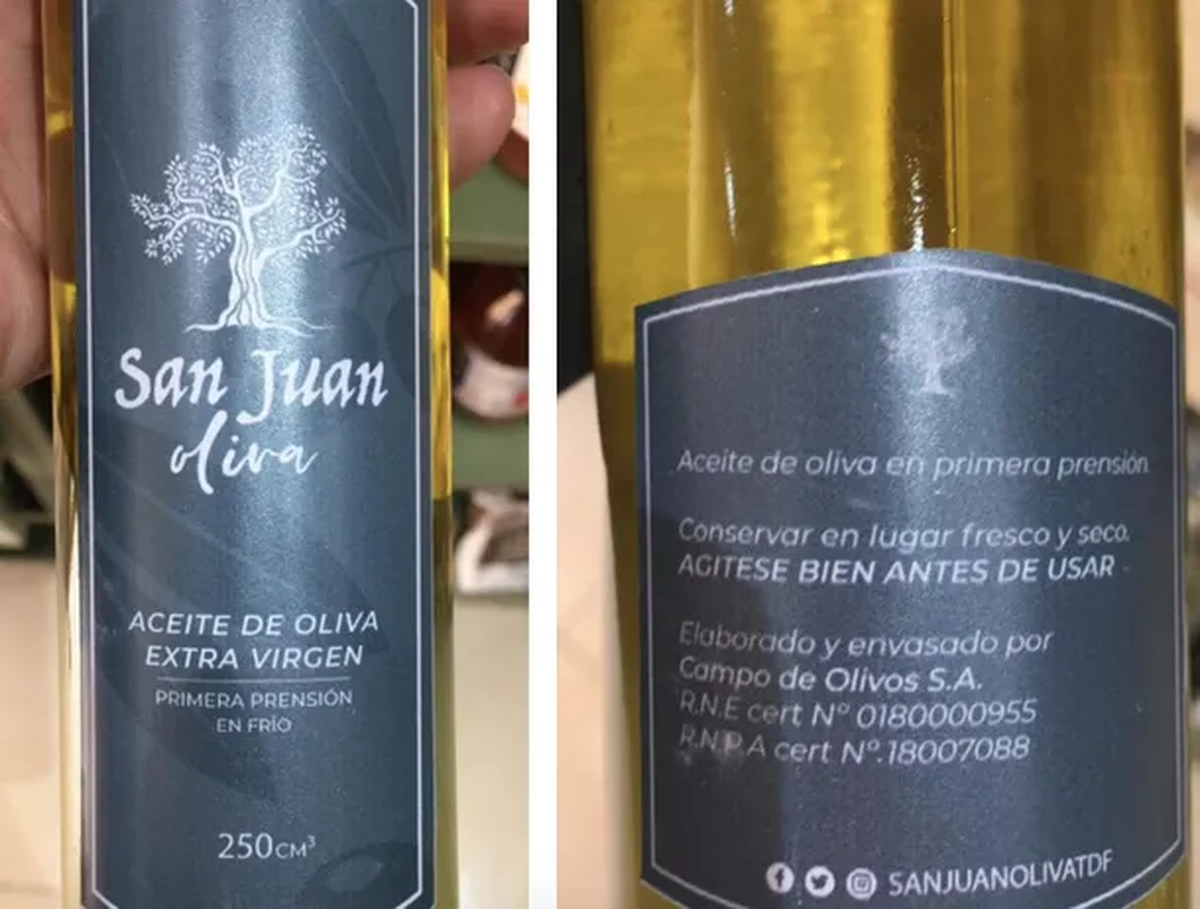 San Juan
oliva
ACEITE DE OLIVA
EXTRA VIRGEN
PRIMERA PRENSIÓN
EN FRÍO
250CM³
Aceite de oliva en primera prensión
Conservar en lugar fresco y seco.
AGITESE BIEN ANTES DE USAR
Elaborado y envasado por
Campo de Olivos S.A.
R.N.E cert Nº 0180000955
R.N.P.A cert Nº.18007088
SANJUANOLIVATDF